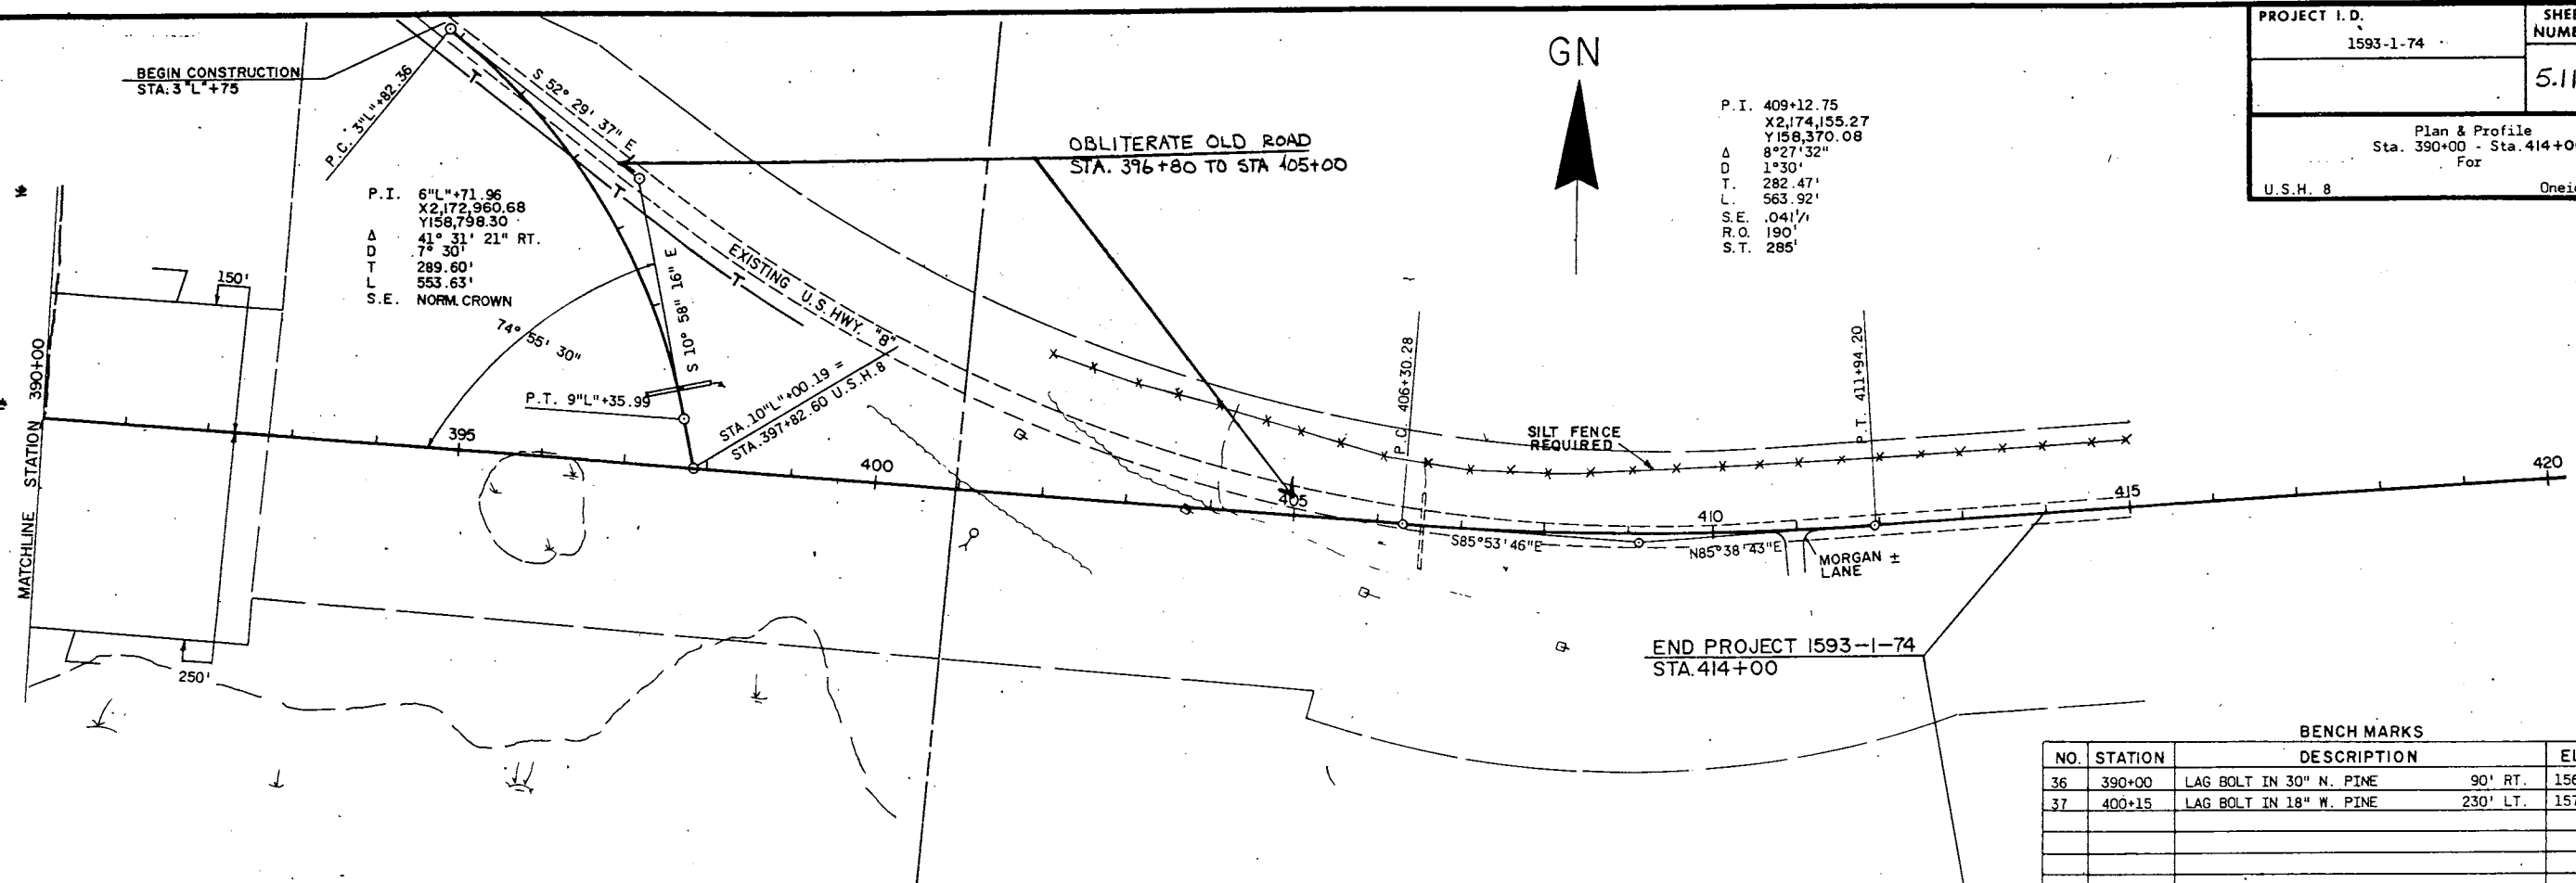 PROJECT I.D.
1593-1-74
5.11
Plan & Profile
Sta. 390+00 - Sta. 414+0
For
U.S.H. 8
BEGIN CONSTRUCTION
STA. 3"L"+75
P.C. 3"L"+82.36
S 52° 29' 37" E
P.I. 6"L"+71.96
X2,172,960.68
Y158,798.30
Δ 41° 31' 21" RT.
D 7° 30'
T 289.60'
L 553.63'
S.E. NORM. CROWN
OBLITERATE OLD ROAD
STA. 396+80 TO STA 405+00
GN
P.I. 409+12.75
X2,174,155.27
Y158,370.08
Δ 8°27'32"
D 1°30'
T. 282.47'
L. 563.92'
S.E. .041'/'
R.O. 190'
S.T. 285'
150'
74° 55' 30"
S 10° 58' 16" E
EXISTING U.S. HWY. "8"
P.T. 9"L"+35.99
STA. 10"L"+00.19 =
STA. 397+82.60 U.S.H. 8
MATCHLINE STATION 390+00
395
400
405
410
415
420
P.C. 406+30.28
P.T. 411+94.20
SILT FENCE
REQUIRED
S85°53'46"E
N85°38'43"E
MORGAN ±
LANE
END PROJECT 1593-1-74
STA. 414+00
250'
BENCH MARKS
NO. STATION DESCRIPTION
36 390+00 LAG BOLT IN 30" N. PINE 90' RT.
37 400+15 LAG BOLT IN 18" W. PINE 230' LT.